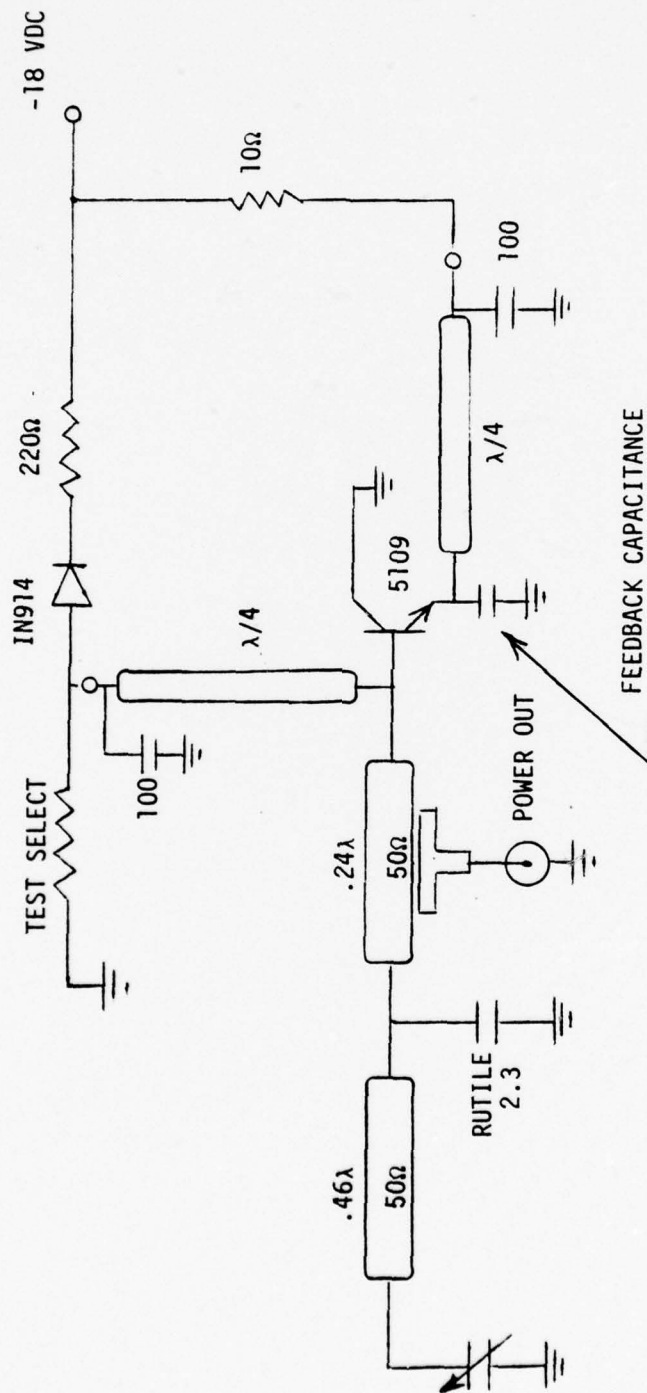 -18 VDC
IN914
220Ω
10Ω
TEST SELECT
100
λ/4
5109
λ/4
100
.46λ
50Ω
.24λ
50Ω
RUTILE
2.3
POWER OUT
FEEDBACK CAPACITANCE